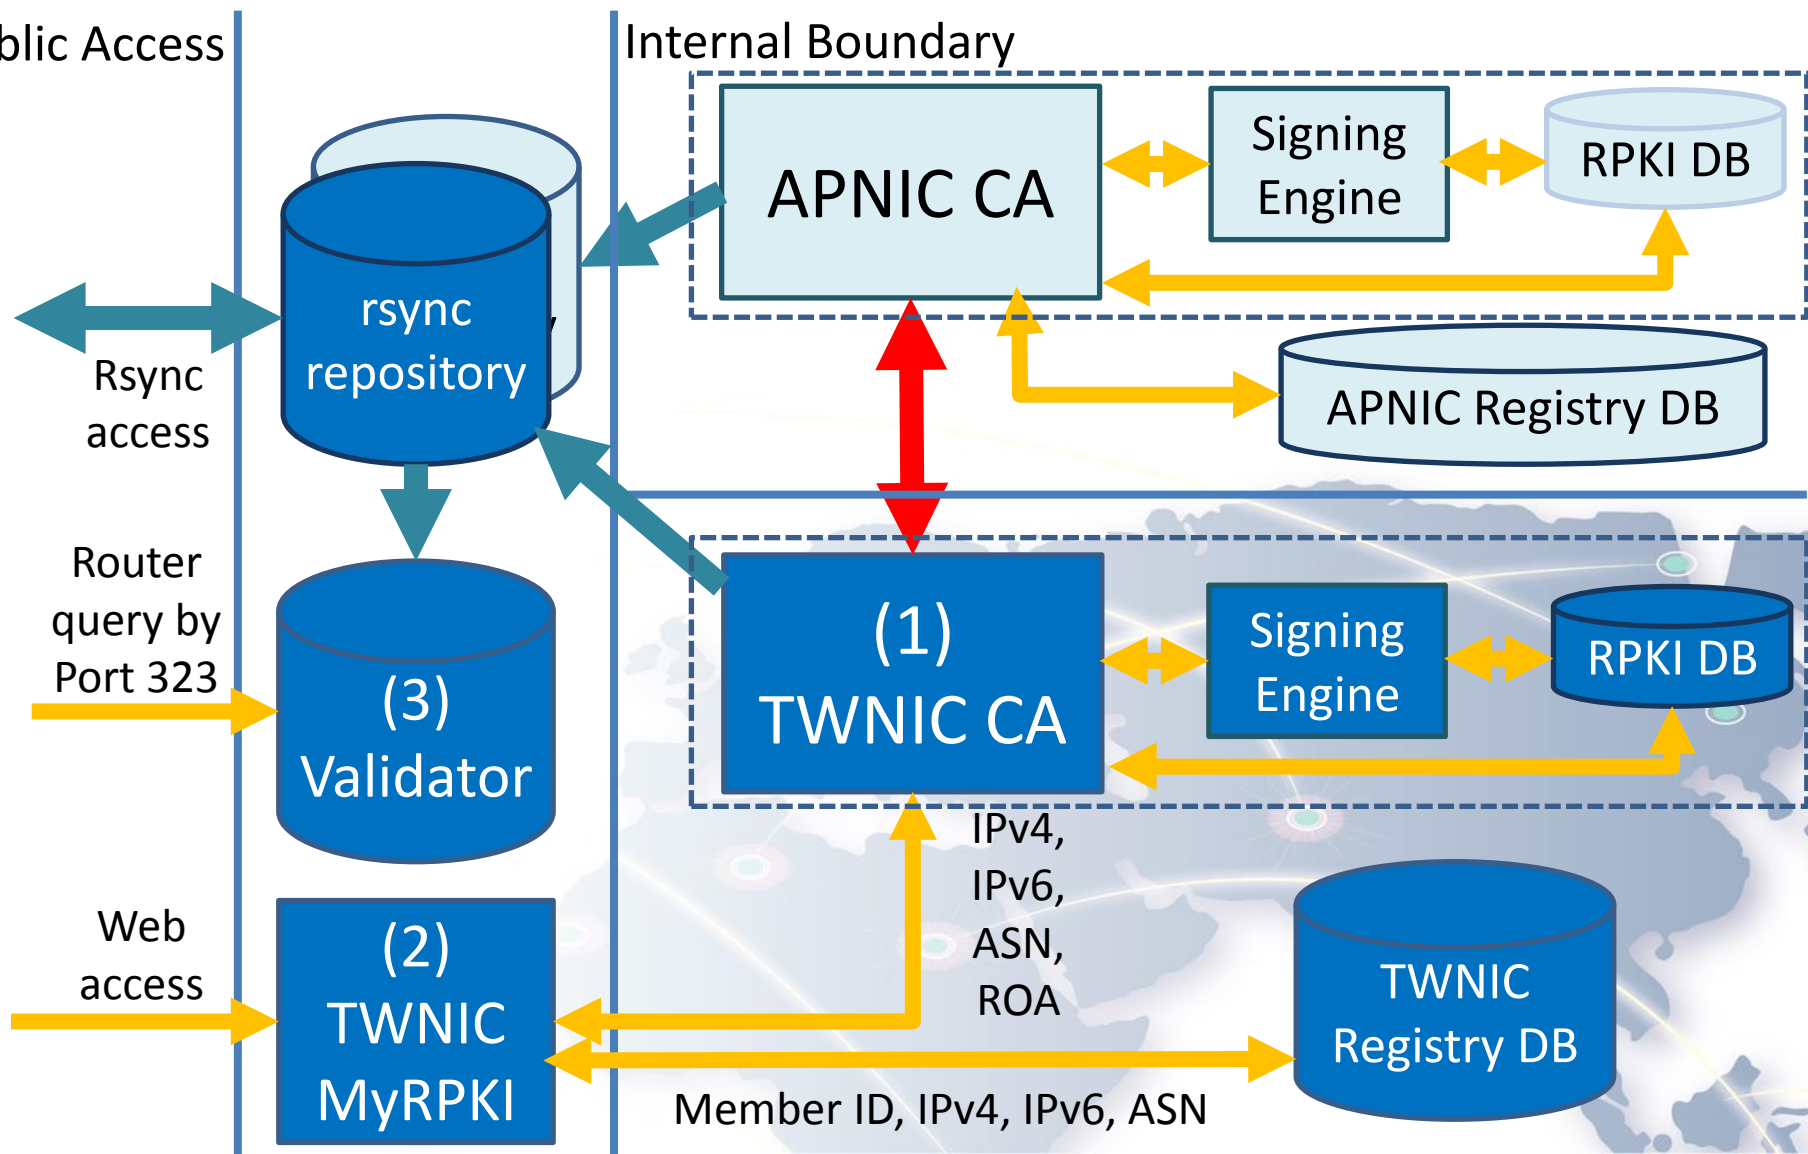 blic Access
Internal Boundary
APNIC CA
Signing
Engine
RPKI DB
rsync
repository
Rsync
access
APNIC Registry DB
Router
query by
Port 323
(3)
Validator
(1)
TWNIC CA
Signing
Engine
RPKI DB
IPv4,
IPv6,
ASN,
ROA
Web
access
(2)
TWNIC
MyRPKI
TWNIC
Registry DB
Member ID, IPv4, IPv6, ASN